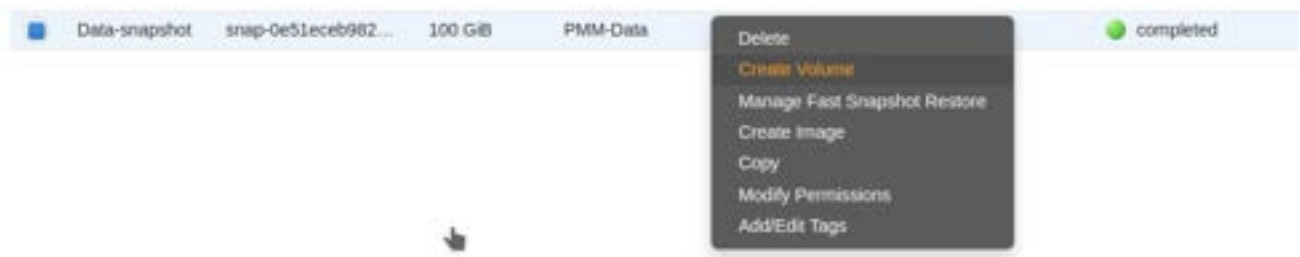 Data-snapshot snap-0e51eceb982... 100 GiB PMM-Data completed
Delete
Create Volume
Manage Fast Snapshot Restore
Create Image
Copy
Modify Permissions
Add/Edit Tags